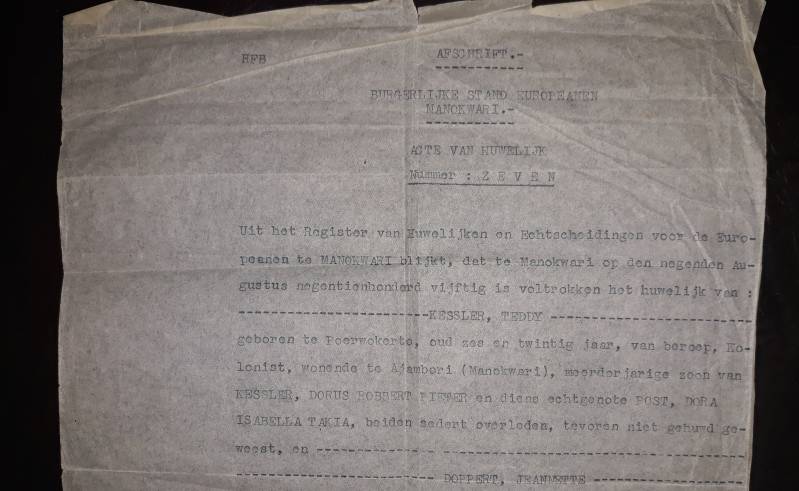 HFB
AFSCHRIFT.-
-----------
BURGERLIJKE STAND EUROPEANEN
MANOKWARI.-
-----------
ACTE VAN HUWELIJK
Nummer : Z E V E N
Uit het Register van Huwelijken en Echtscheidingen voor de Euro-
peanen te MANOKWARI blijkt, dat te Manokwari op den negenden Au-
gustus negentienhonderd vijftig is voltrokken het huwelijk van :
------------------------KESSLER, TEDDY --------------------------
geboren te Poerwokerto, oud zes en twintig jaar, van beroep, Ko-
lonist, wonende te Ajambori (Manokwari), meerderjarige zoon van
KESSLER, DORUS ROBBERT PIETER en diens echtgenote POST, DORA
ISABELLA TAKIA, beiden sedert overleden, tevoren niet gehuwd ge-
weest, en -------------------------------------------------------
------------------------- DOPPERT, JEANNETTE -------------------